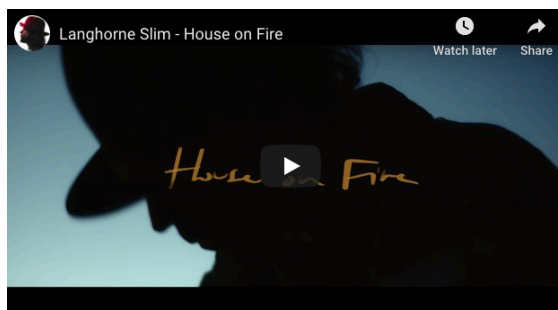 Langhorne Slim - House on Fire
Watch later
Share
House on Fire